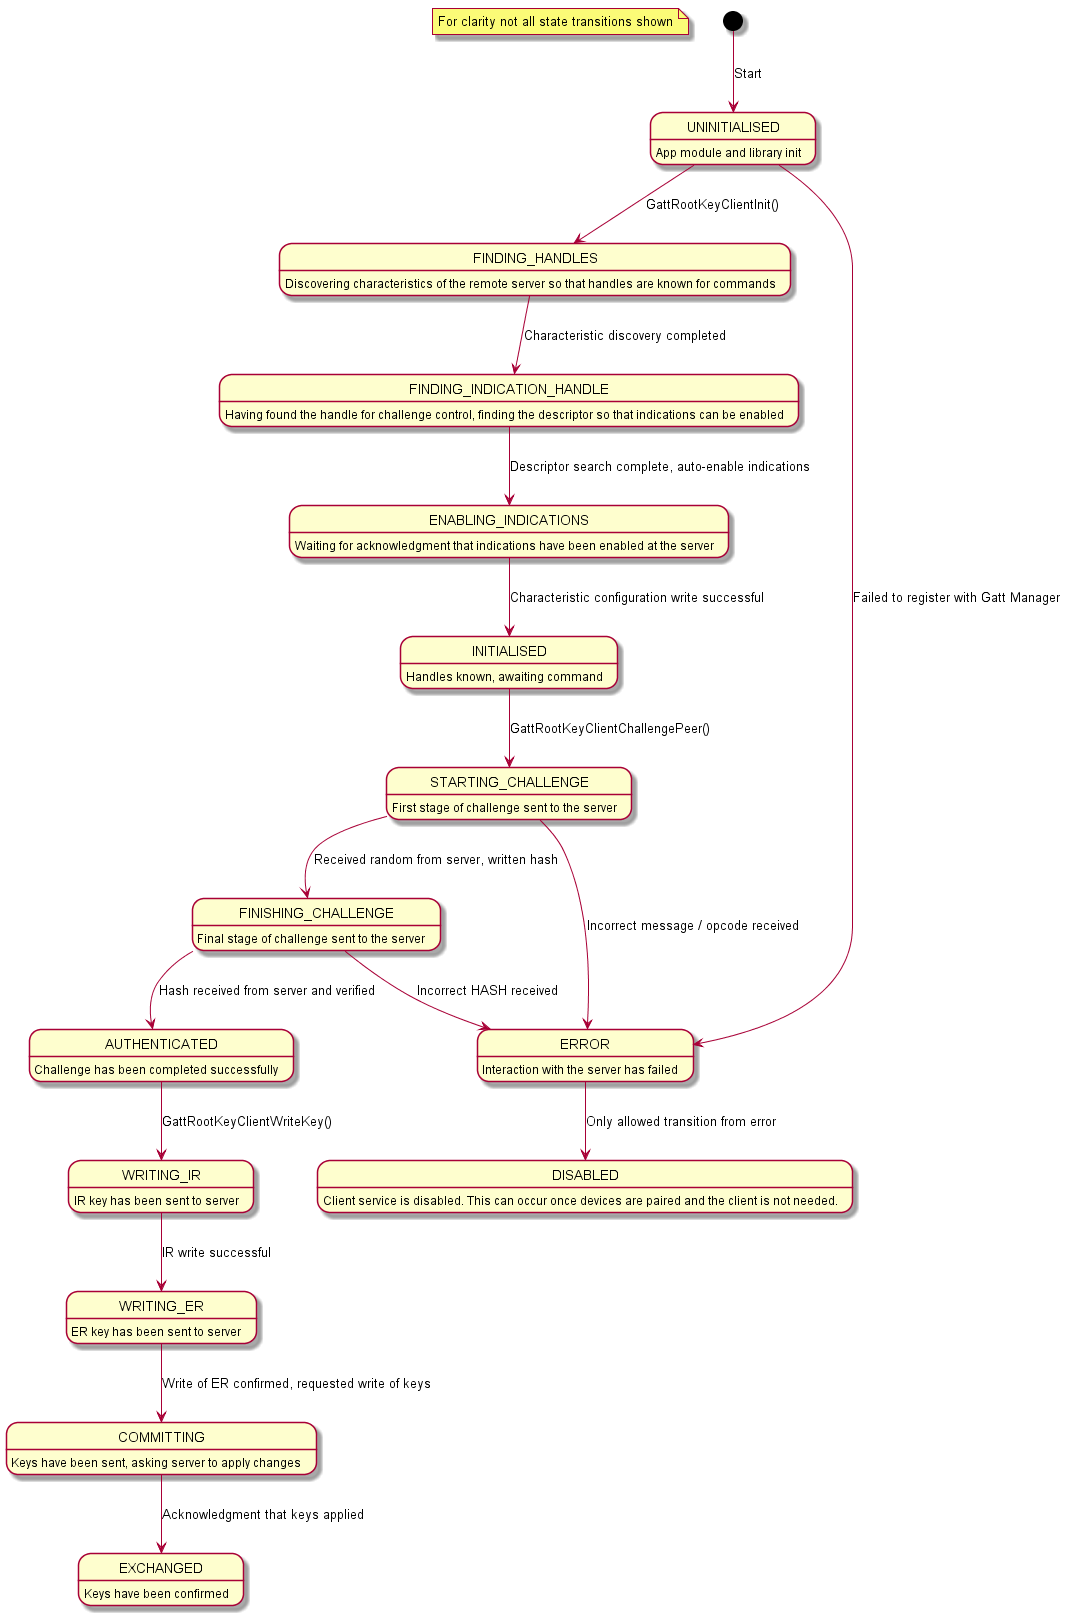 For clarity not all state transitions shown
Start
UNINITIALISED
App module and library init
GattRootKeyClientInit()
FINDING_HANDLES
Discovering characteristics of the remote server so that handles are known for commands
Characteristic discovery completed
FINDING_INDICATION_HANDLE
Having found the handle for challenge control, finding the descriptor so that indications can be enabled
Descriptor search complete, auto-enable indications
ENABLING_INDICATIONS
Waiting for acknowledgment that indications have been enabled at the server
Characteristic configuration write successful
Failed to register with Gatt Manager
INITIALISED
Handles known, awaiting command
GattRootKeyClientChallengePeer()
STARTING_CHALLENGE
First stage of challenge sent to the server
Received random from server, written hash
FINISHING_CHALLENGE
Final stage of challenge sent to the server
Incorrect message / opcode received
Hash received from server and verified
Incorrect HASH received
AUTHENTICATED
Challenge has been completed successfully
ERROR
Interaction with the server has failed
GattRootKeyClientWriteKey()
Only allowed transition from error
WRITING_IR
IR key has been sent to server
DISABLED
Client service is disabled. This can occur once devices are paired and the client is not needed.
IR write successful
WRITING_ER
ER key has been sent to server
Write of ER confirmed, requested write of keys
COMMITTING
Keys have been sent, asking server to apply changes
Acknowledgment that keys applied
EXCHANGED
Keys have been confirmed